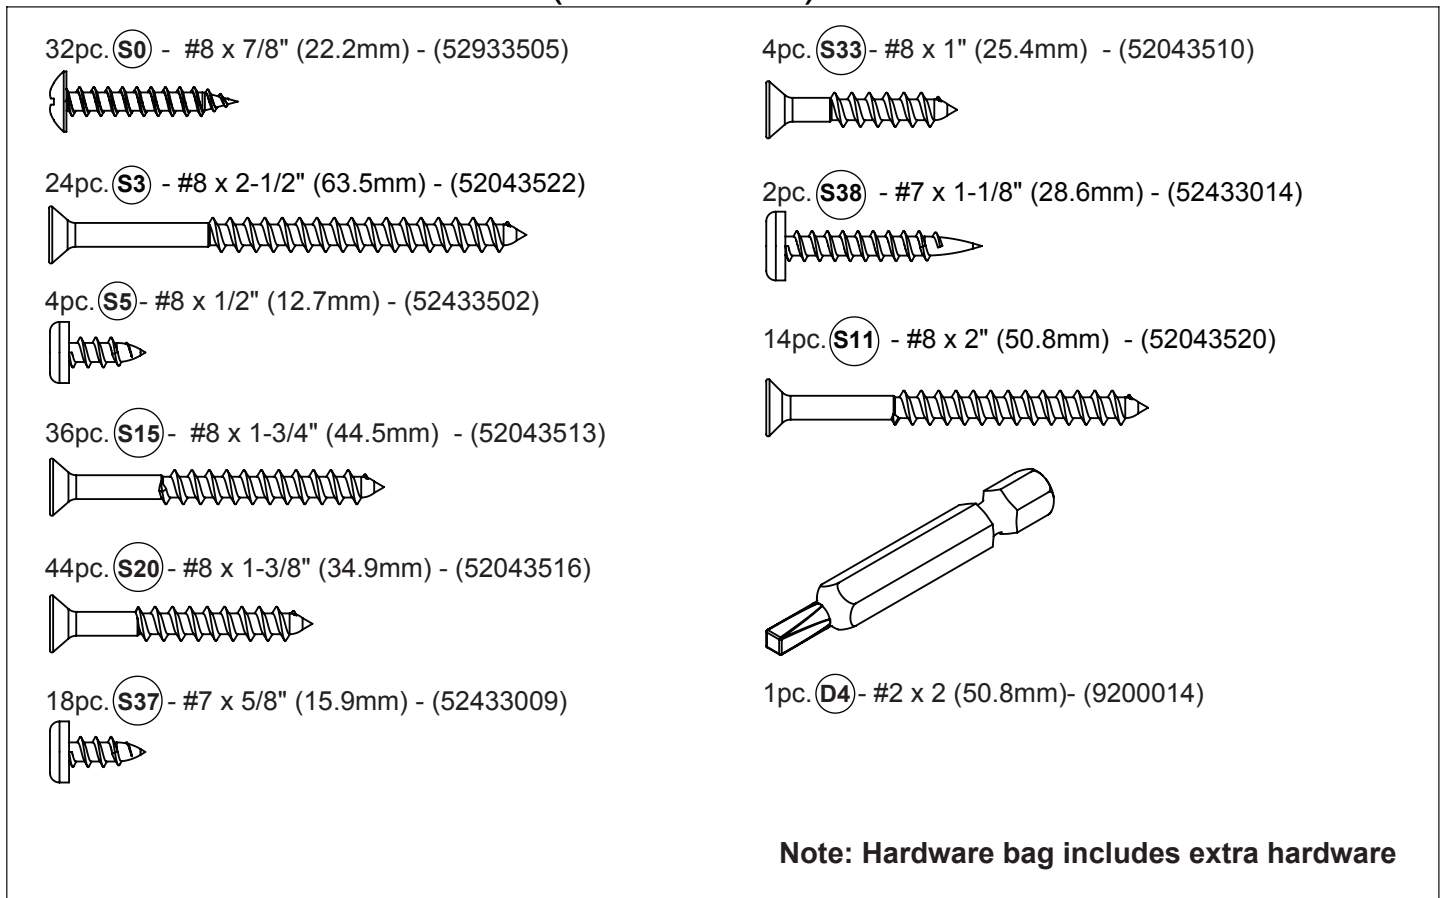 32pc. S0 - #8 x 7/8" (22.2mm) - (52933505)
24pc. S3 - #8 x 2-1/2" (63.5mm) - (52043522)
4pc. S5 - #8 x 1/2" (12.7mm) - (52433502)
36pc. S15 - #8 x 1-3/4" (44.5mm) - (52043513)
44pc. S20 - #8 x 1-3/8" (34.9mm) - (52043516)
18pc. S37 - #7 x 5/8" (15.9mm) - (52433009)
4pc. S33 - #8 x 1" (25.4mm) - (52043510)
2pc. S38 - #7 x 1-1/8" (28.6mm) - (52433014)
14pc. S11 - #8 x 2" (50.8mm) - (52043520)
1pc. D4 - #2 x 2 (50.8mm)- (9200014)
Note: Hardware bag includes extra hardware